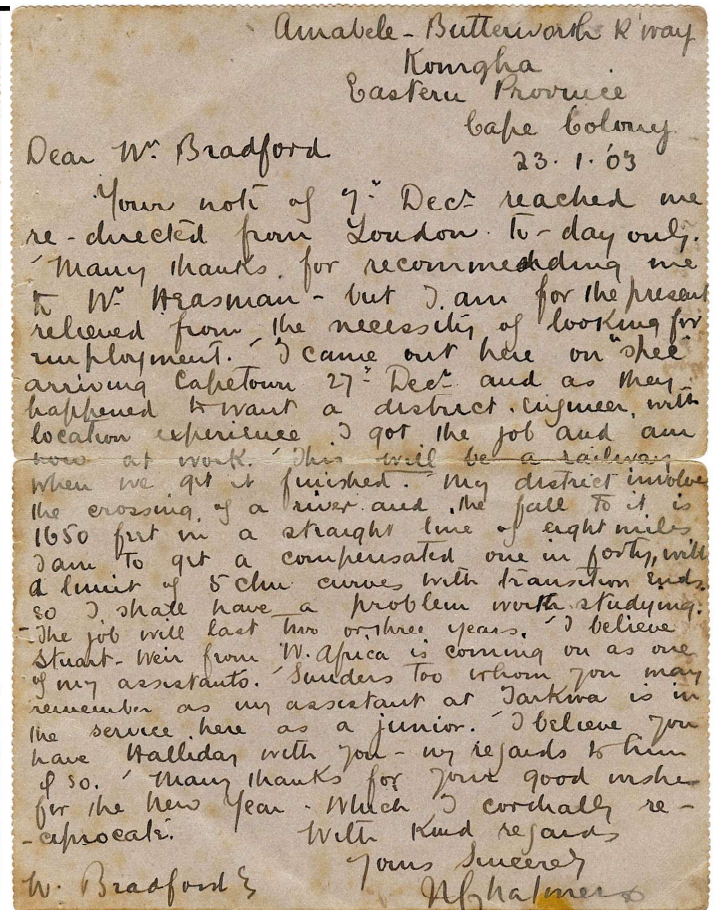 Amabele - Butterworth R'way
Komgha
Eastern Province
Cape Colony
23.1.'03
Dear Mr. Bradford
Your note of 7th Decr. reached me
re-directed from London to-day only.
Many thanks for recommending me
to Mr. Heasman - but I am for the present
relieved from the necessity of looking for
employment. I came out here on "spec"
arriving Capetown 27th Decr. and as they
happened to want a district engineer, with
location experience I got the job and am
now at work. This will be a railway
when we get it finished. My district involves
the crossing of a river and the fall to it is
1650 feet in a straight line of eight miles
I am to get a compensated one in forty, with
a limit of 5 chn curves with transition ends
so I shall have a problem worth studying.
The job will last two or three years. I believe
Stuart-Weir from W. Africa is coming on as one
of my assistants. Sunders too whom you may
remember as my assistant at Tarkwa is in
the service here as a junior. I believe you
have Halliday with you - my regards to him
if so. Many thanks for your good wishes
for the New Year - which I cordially re-
-ciprocate.
With kind regards
Yours Sincerely
W. Bradford